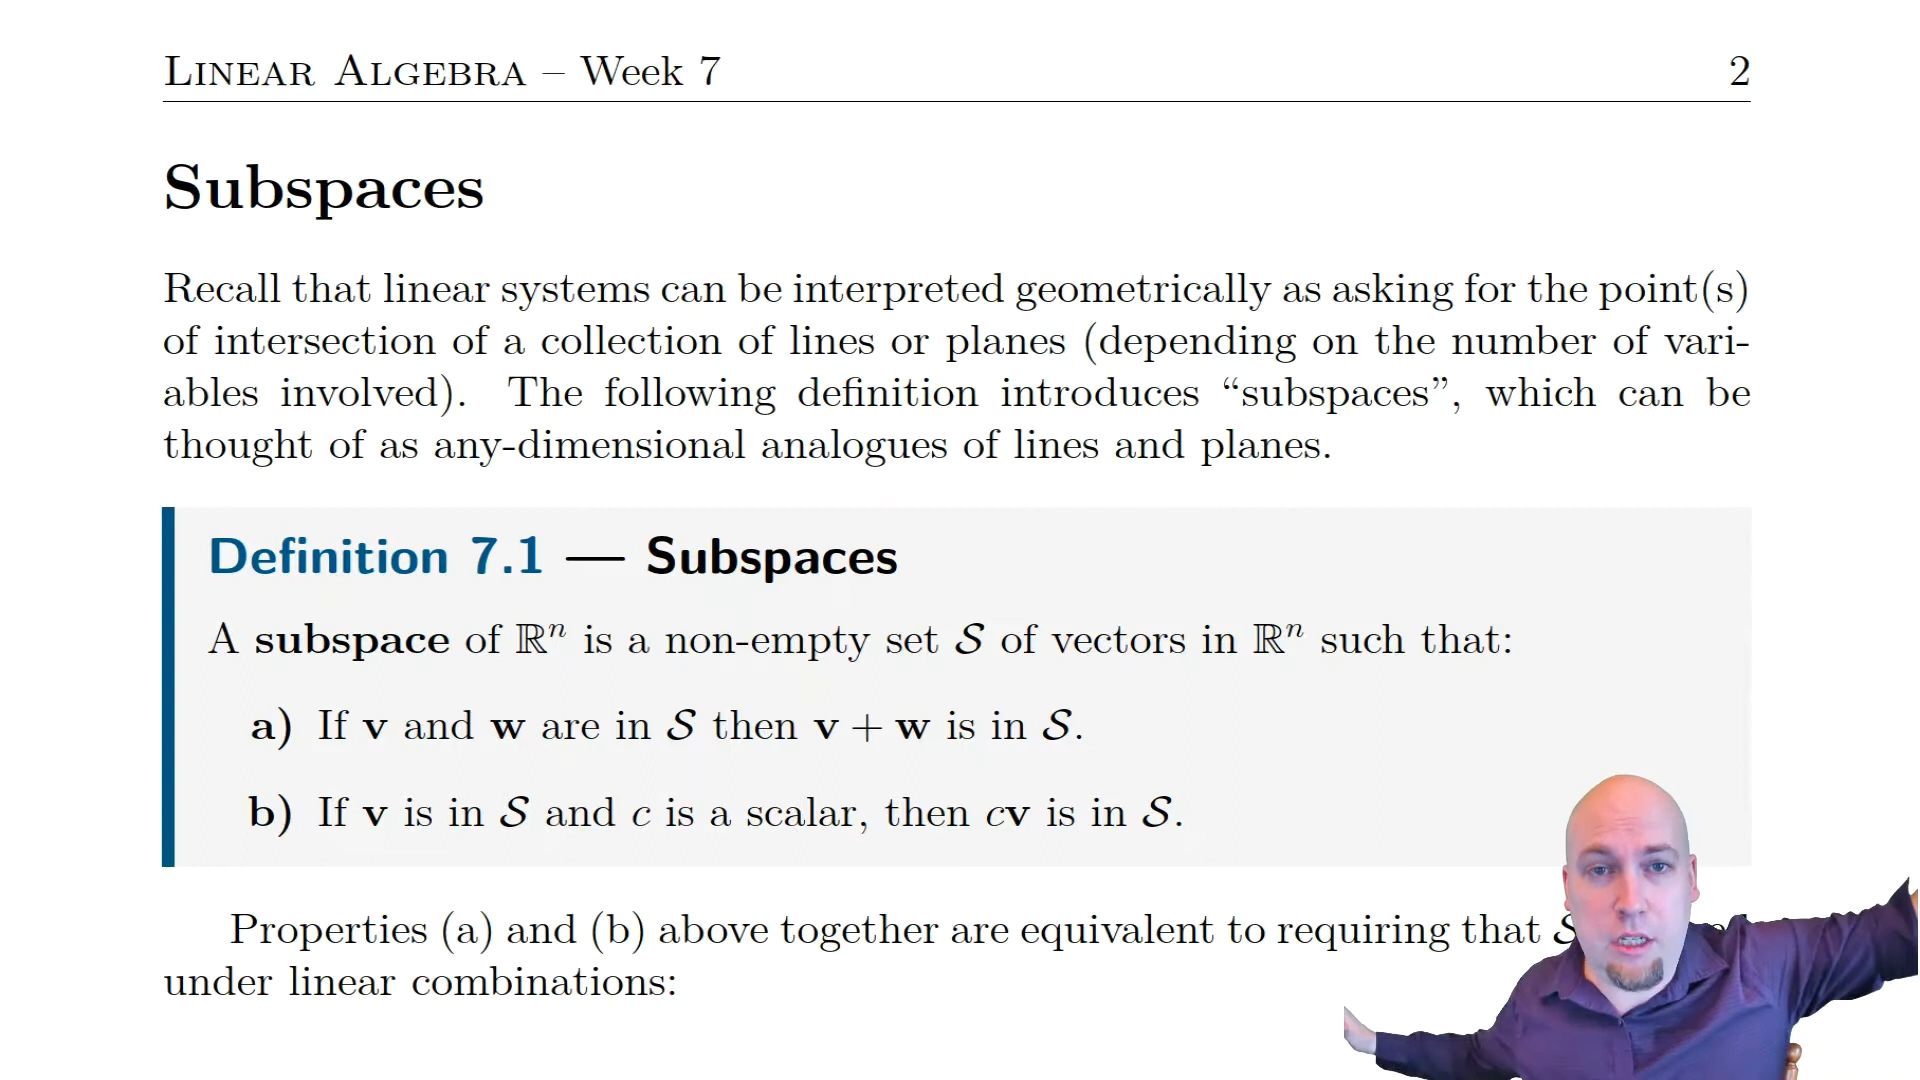 LINEAR ALGEBRA – Week 7 2
Subspaces
Recall that linear systems can be interpreted geometrically as asking for the point(s)
of intersection of a collection of lines or planes (depending on the number of vari-
ables involved). The following definition introduces “subspaces”, which can be
thought of as any-dimensional analogues of lines and planes.
Definition 7.1 — Subspaces
A subspace of ℝⁿ is a non-empty set 𝒮 of vectors in ℝⁿ such that:
a) If v and w are in 𝒮 then v + w is in 𝒮.
b) If v is in 𝒮 and c is a scalar, then cv is in 𝒮.
Properties (a) and (b) above together are equivalent to requiring that 𝒮
under linear combinations: